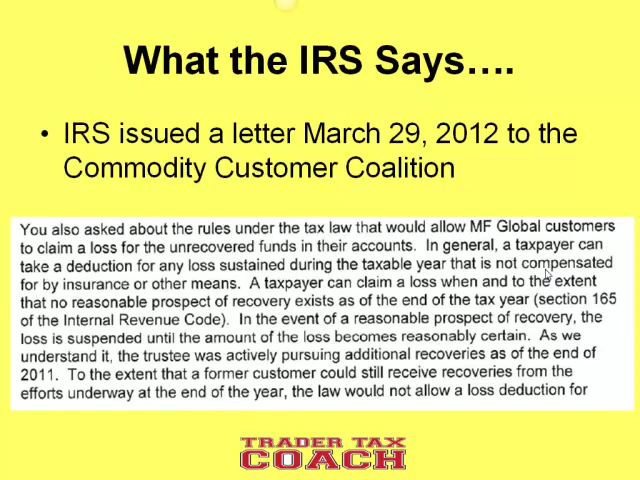 What the IRS Says….
• IRS issued a letter March 29, 2012 to the
Commodity Customer Coalition
You also asked about the rules under the tax law that would allow MF Global customers
to claim a loss for the unrecovered funds in their accounts. In general, a taxpayer can
take a deduction for any loss sustained during the taxable year that is not compensated
for by insurance or other means. A taxpayer can claim a loss when and to the extent
that no reasonable prospect of recovery exists as of the end of the tax year (section 165
of the Internal Revenue Code). In the event of a reasonable prospect of recovery, the
loss is suspended until the amount of the loss becomes reasonably certain. As we
understand it, the trustee was actively pursuing additional recoveries as of the end of
2011. To the extent that a former customer could still receive recoveries from the
efforts underway at the end of the year, the law would not allow a loss deduction for
TRADER TAX
COACH